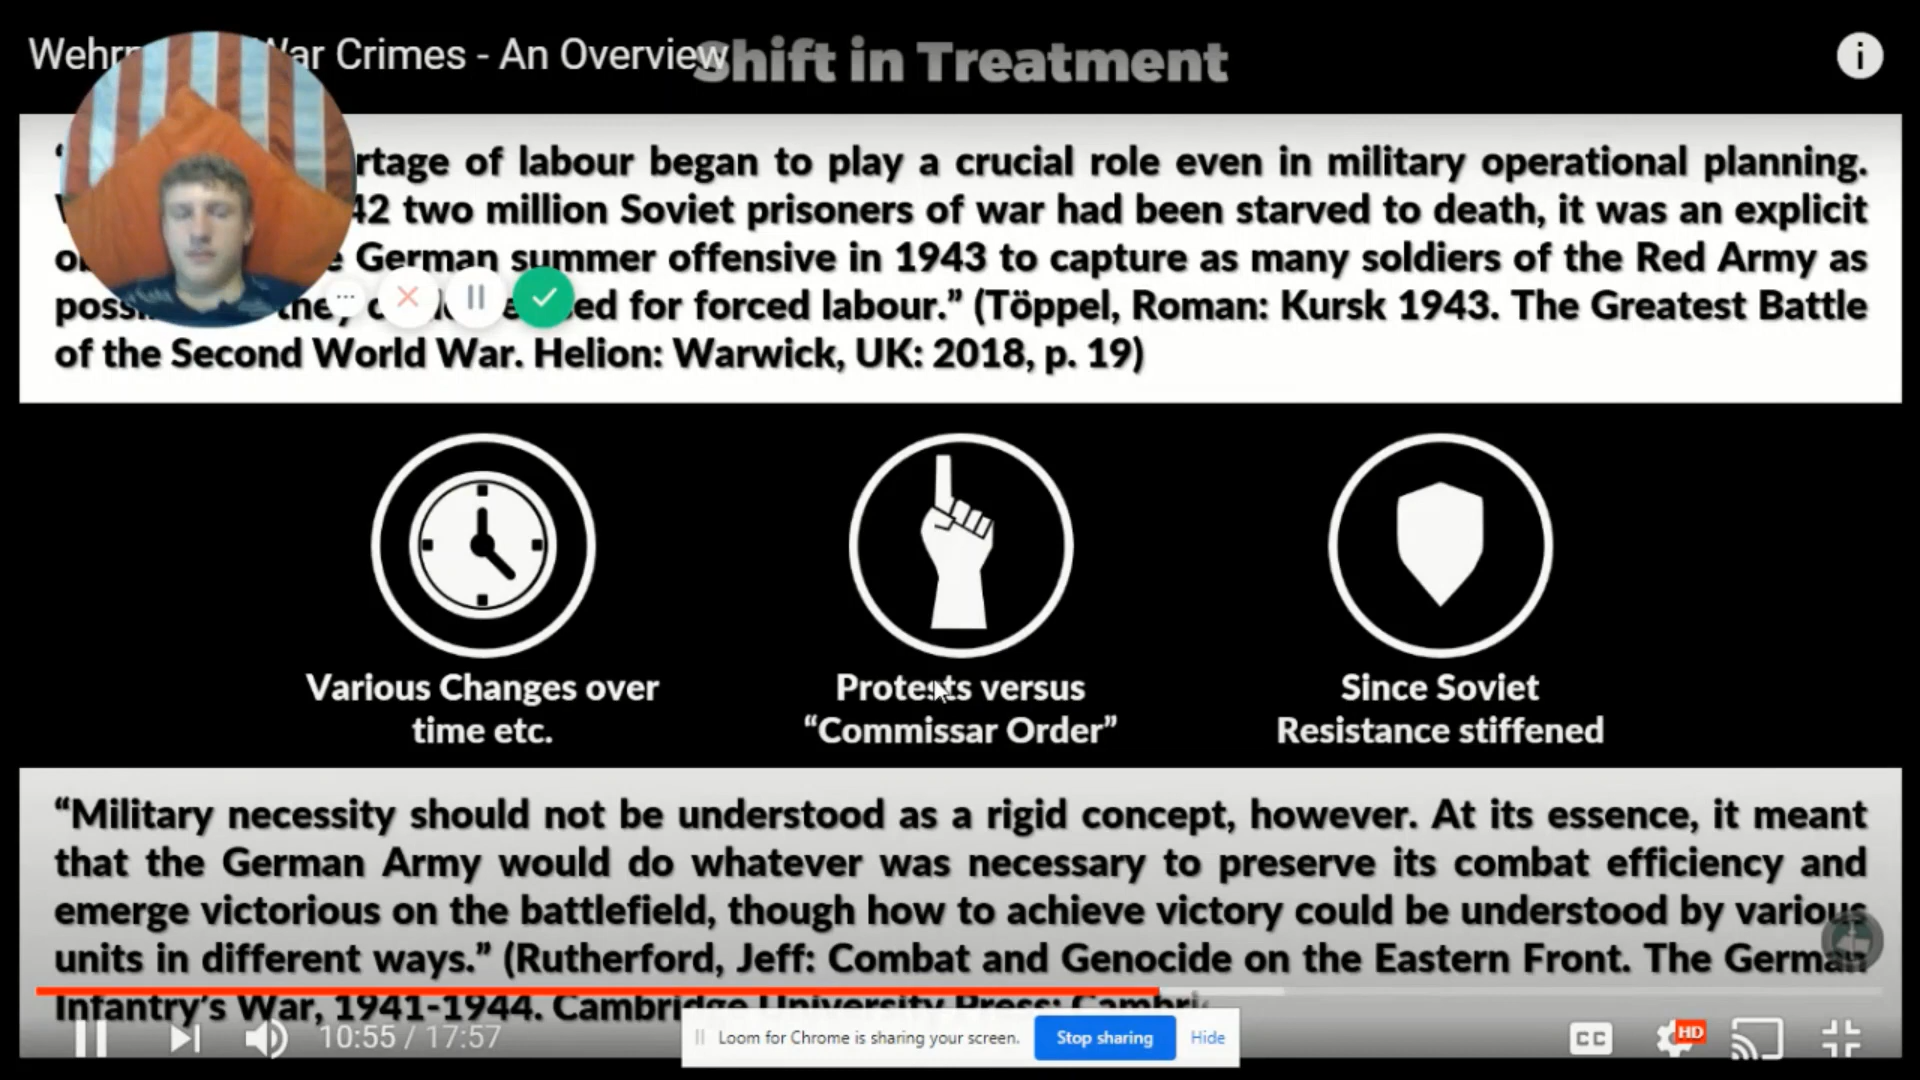 Wehr War Crimes - An Overview
Shift in Treatment
rtage of labour began to play a crucial role even in military operational planning.
42 two million Soviet prisoners of war had been starved to death, it was an explicit
German summer offensive in 1943 to capture as many soldiers of the Red Army as
poss they ed for forced labour.” (Töppel, Roman: Kursk 1943. The Greatest Battle
of the Second World War. Helion: Warwick, UK: 2018, p. 19)
Various Changes over
time etc.
Protests versus
“Commissar Order”
Since Soviet
Resistance stiffened
“Military necessity should not be understood as a rigid concept, however. At its essence, it meant
that the German Army would do whatever was necessary to preserve its combat efficiency and
emerge victorious on the battlefield, though how to achieve victory could be understood by various
units in different ways.” (Rutherford, Jeff: Combat and Genocide on the Eastern Front. The German
Infantry’s War, 1941-1944. Cambridge University Press: Cambri
10:55 / 17:57
Loom for Chrome is sharing your screen. Stop sharing Hide
CC HD